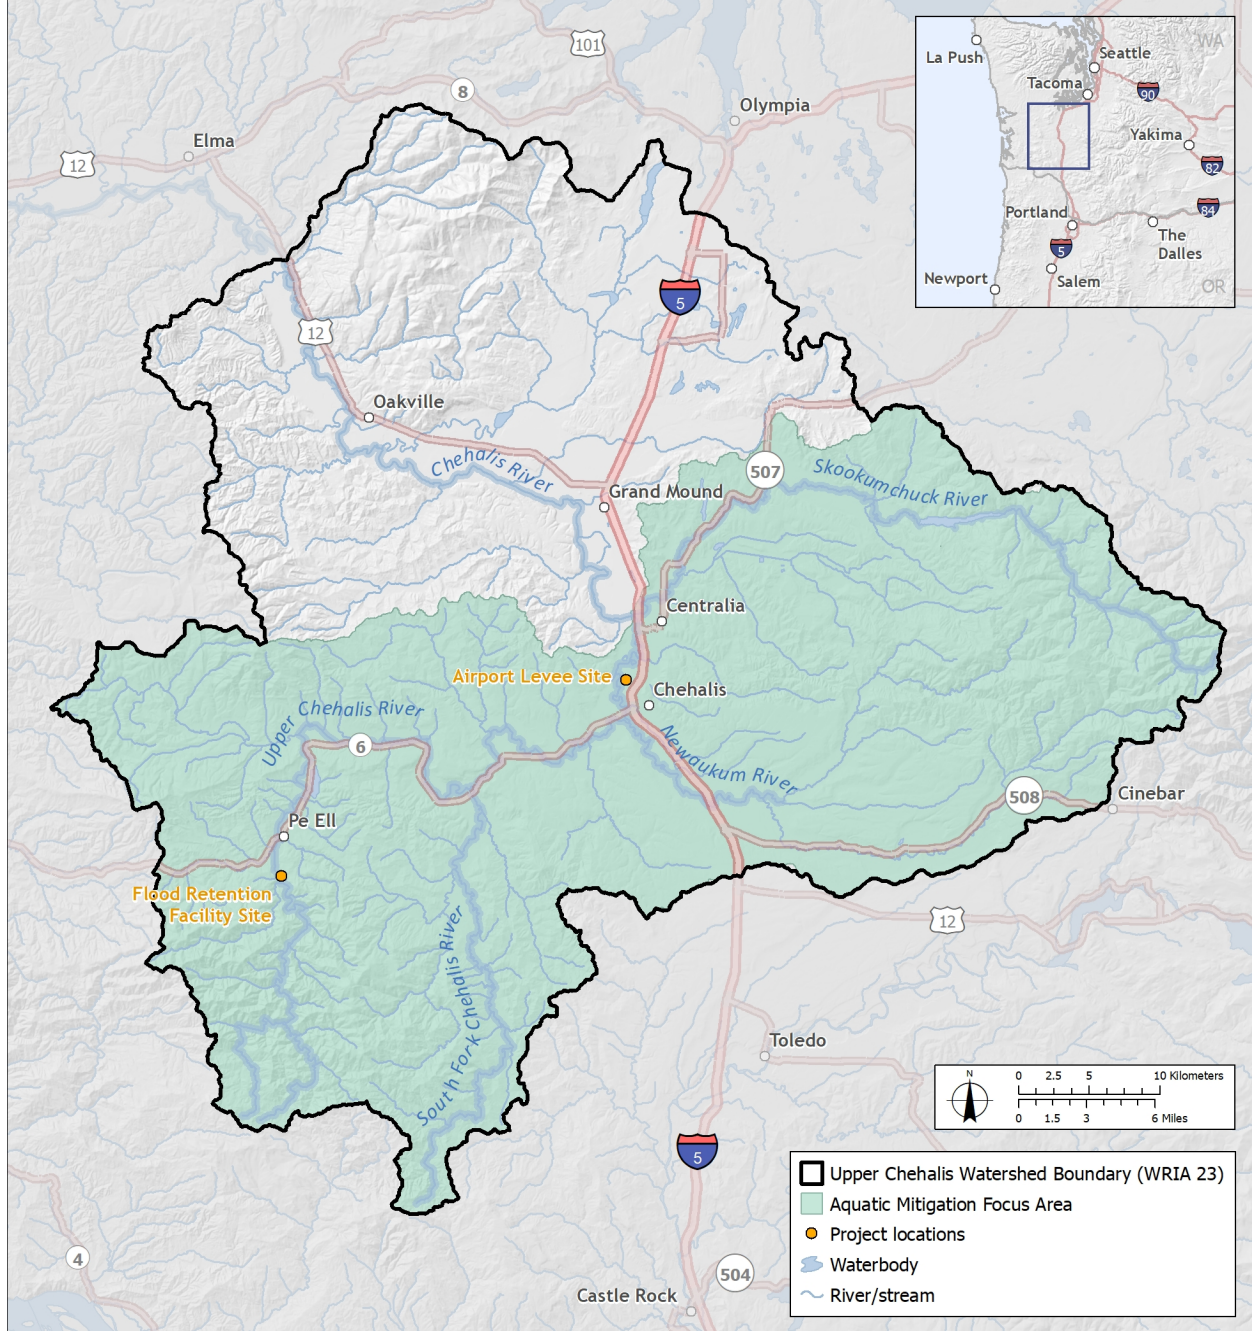 101
8
Olympia
Elma
12
La Push
WA
Seattle
Tacoma
90
Yakima
82
84
Portland
The
Dalles
5
Salem
Newport
OR
5
12
Oakville
Chehalis River
Grand Mound
507
Skookumchuck River
Centralia
Airport Levee Site
Chehalis
Upper Chehalis River
6
Newaukum River
508
Cinebar
Pe Ell
Flood Retention
Facility Site
12
South Fork Chehalis River
Toledo
N
0 2.5 5 10 Kilometers
0 1.5 3 6 Miles
5
Upper Chehalis Watershed Boundary (WRIA 23)
Aquatic Mitigation Focus Area
Project locations
Waterbody
River/stream
4
504
Castle Rock